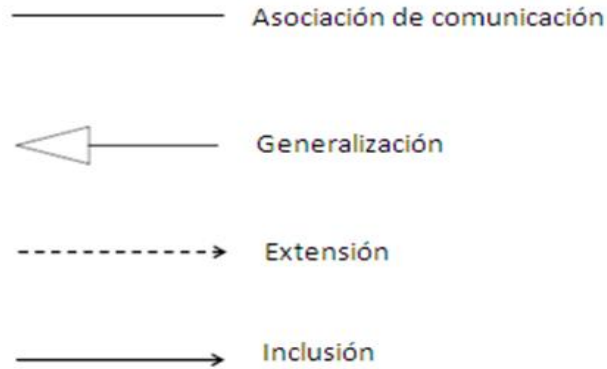 Asociación de comunicación
Generalización
Extensión
Inclusión